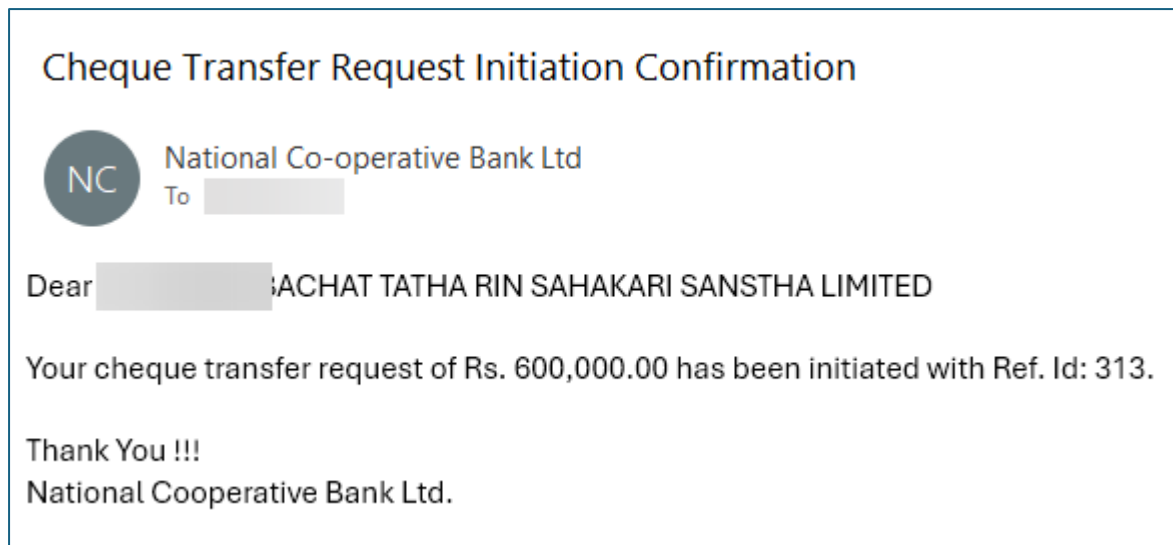 Cheque Transfer Request Initiation Confirmation
NC
National Co-operative Bank Ltd
To
Dear BACHAT TATHA RIN SAHAKARI SANSTHA LIMITED
Your cheque transfer request of Rs. 600,000.00 has been initiated with Ref. Id: 313.
Thank You !!!
National Cooperative Bank Ltd.